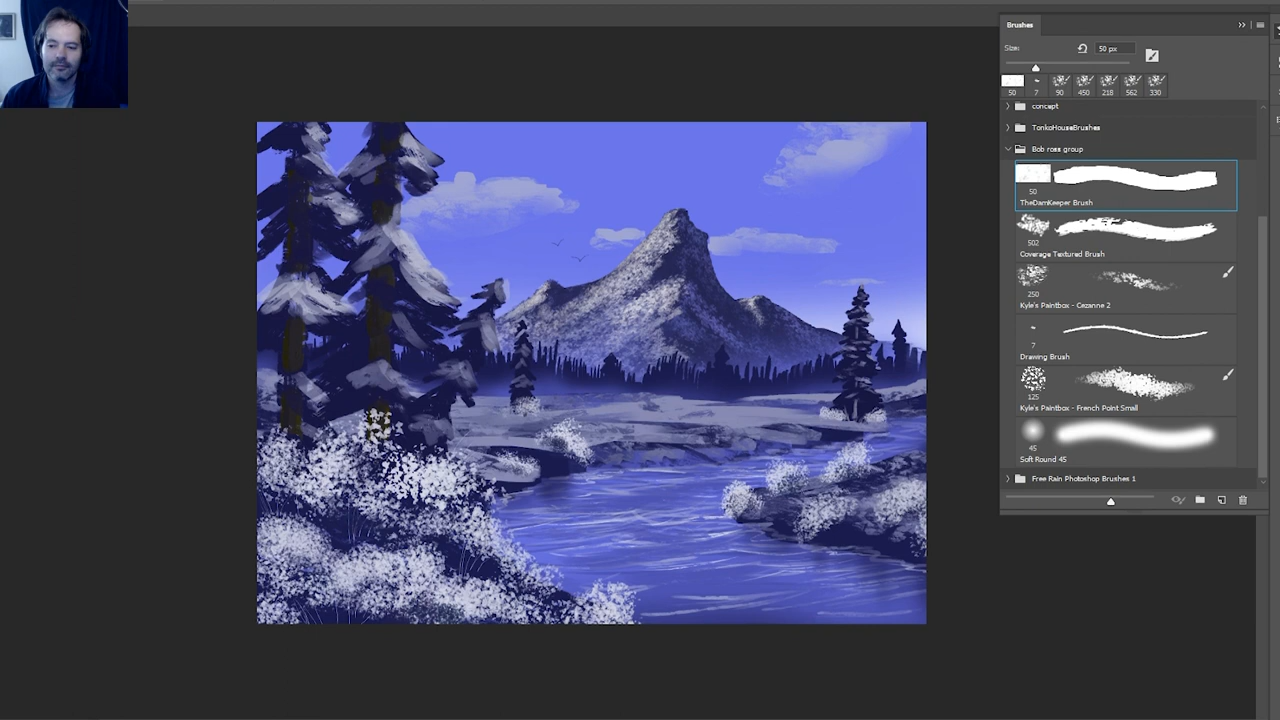 Brushes
Size:
50 px
50 7 90 450 218 562 330
concept
TonkoHouseBrushes
Bob ross group
50
TheDamKeeper Brush
502
Coverage Textured Brush
250
Kyle's Paintbox - Cezanne 2
7
Drawing Brush
125
Kyle's Paintbox - French Point Small
45
Soft Round 45
Free Rain Photoshop Brushes 1